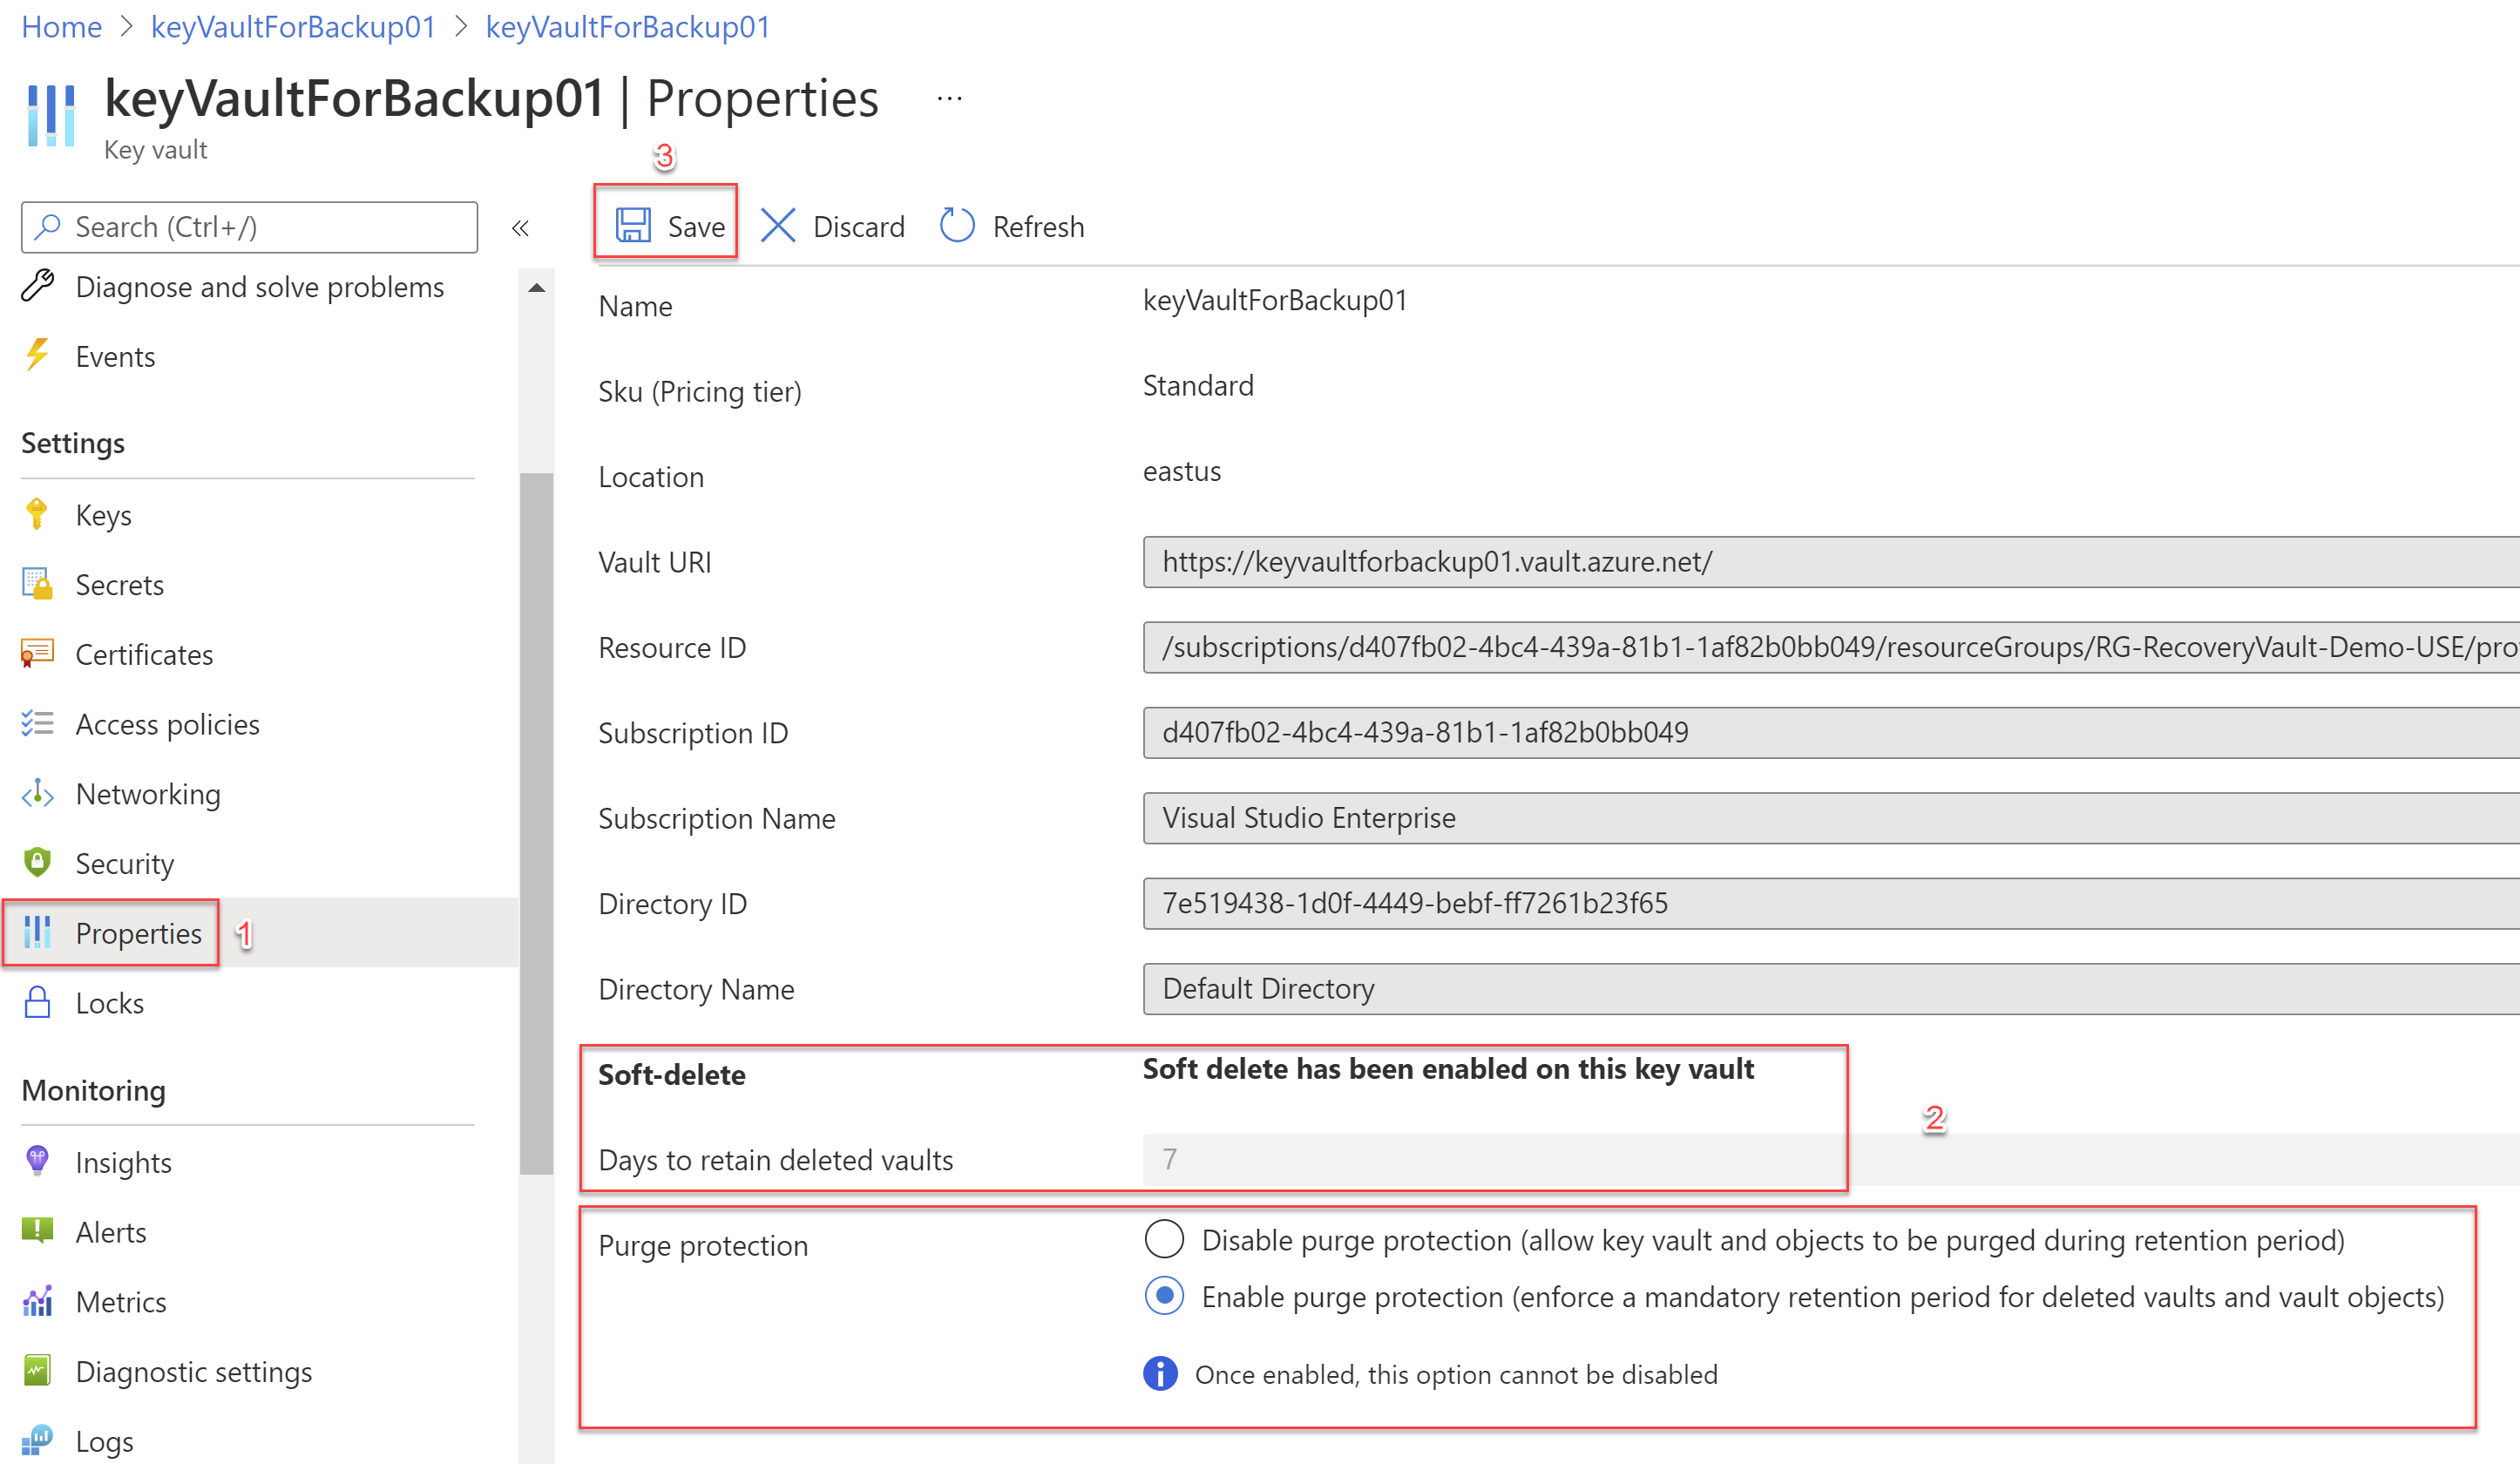 Home > keyVaultForBackup01 > keyVaultForBackup01
keyVaultForBackup01 | Properties ...
Key vault
3
Search (Ctrl+/)
«
Save
Discard
Refresh
Diagnose and solve problems
Events
Settings
Keys
Secrets
Certificates
Access policies
Networking
Security
Properties
1
Locks
Monitoring
Insights
Alerts
Metrics
Diagnostic settings
Logs
Name keyVaultForBackup01
Sku (Pricing tier) Standard
Location eastus
Vault URI https://keyvaultforbackup01.vault.azure.net/
Resource ID /subscriptions/d407fb02-4bc4-439a-81b1-1af82b0bb049/resourceGroups/RG-RecoveryVault-Demo-USE/pro
Subscription ID d407fb02-4bc4-439a-81b1-1af82b0bb049
Subscription Name Visual Studio Enterprise
Directory ID 7e519438-1d0f-4449-bebf-ff7261b23f65
Directory Name Default Directory
Soft-delete Soft delete has been enabled on this key vault
2
Days to retain deleted vaults 7
Purge protection
Disable purge protection (allow key vault and objects to be purged during retention period)
Enable purge protection (enforce a mandatory retention period for deleted vaults and vault objects)
Once enabled, this option cannot be disabled